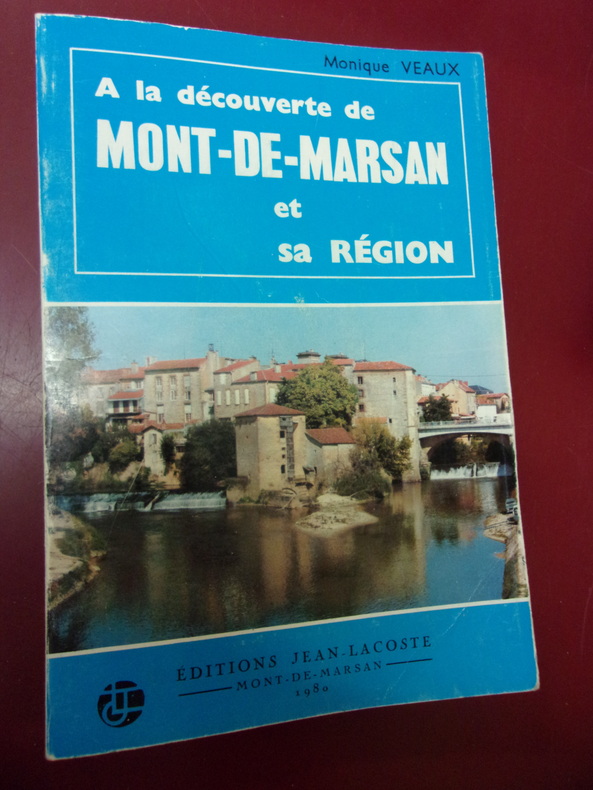 Monique VEAUX
A la découverte de
MONT-DE-MARSAN
et
sa RÉGION
ÉDITIONS JEAN-LACOSTE
MONT-DE-MARSAN
1980